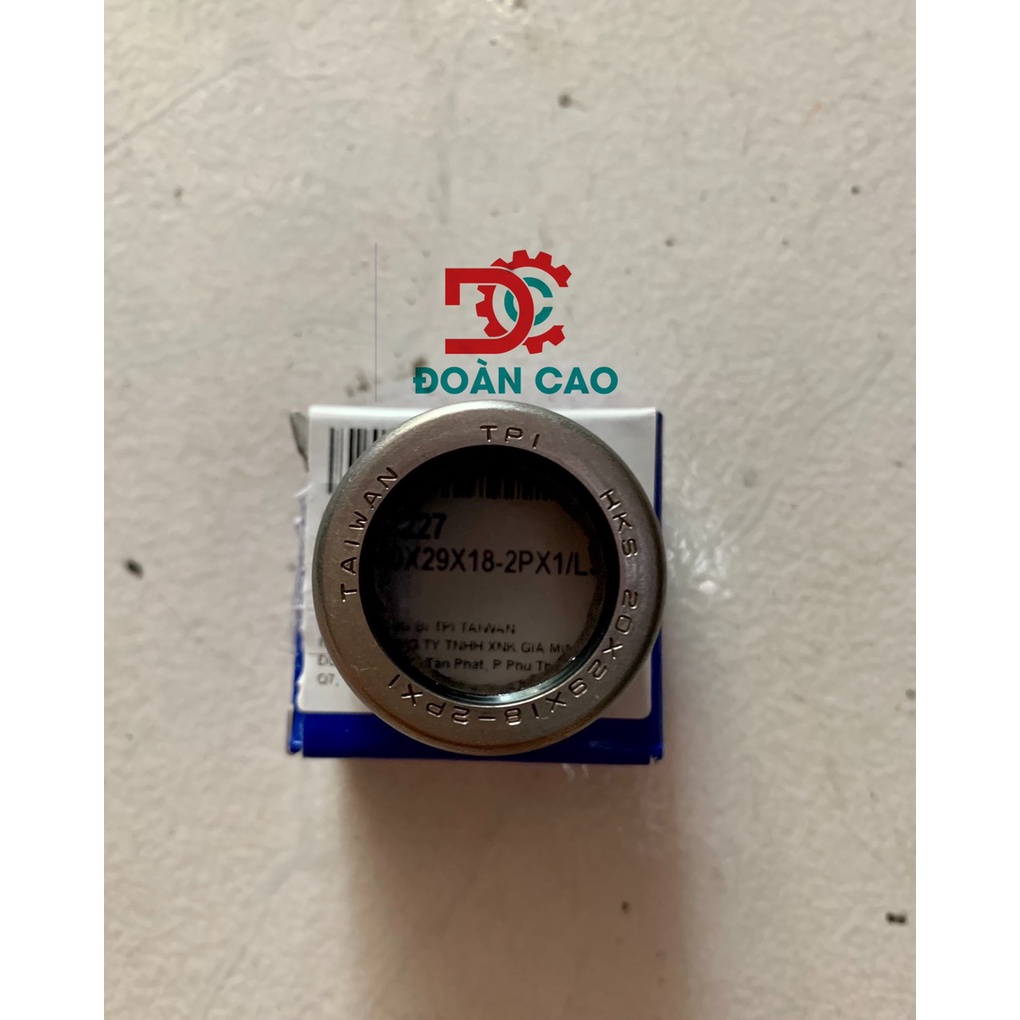 DC
ĐOÀN CAO
TPI
HKS 20X29X18-2PX1
TAIWAN
227
X29X18-2PX1/L
TPI TAIWAN
TY TNHH XNK GIA
Tan Phat, P Phu
Q7,